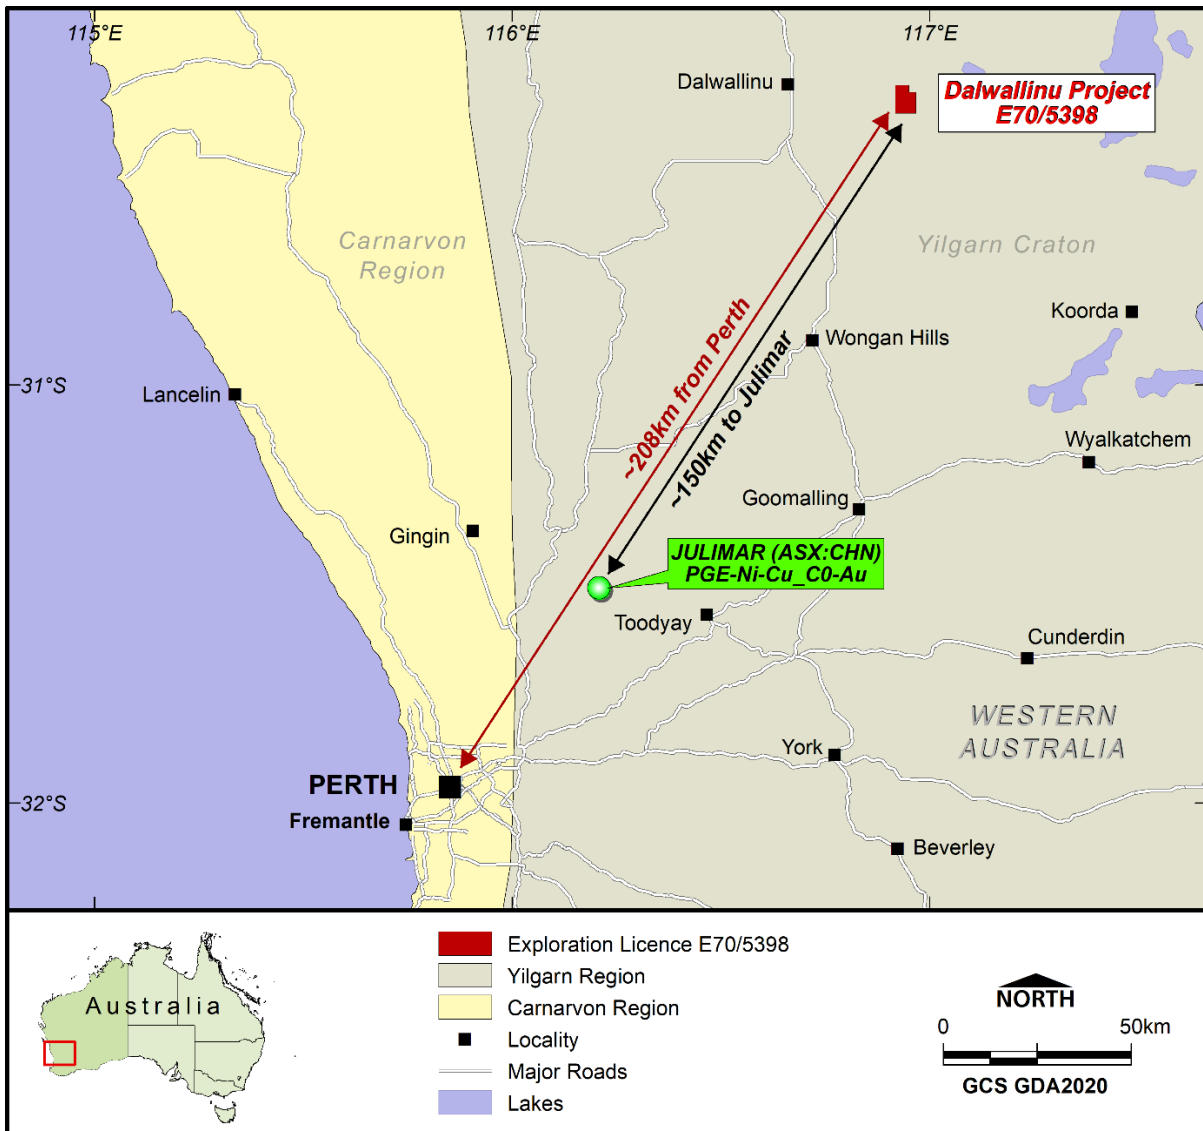 115°E
116°E
117°E
Dalwallinu
Dalwallinu Project
E70/5398
Carnarvon
Region
Yilgarn Craton
Koorda
~208km from Perth
~150km to Julimar
Wongan Hills
31°S
Lancelin
Wyalkatchem
Goomalling
Gingin
JULIMAR (ASX:CHN)
PGE-Ni-Cu_C0-Au
Toodyay
Cunderdin
WESTERN
AUSTRALIA
York
PERTH
32°S
Fremantle
Beverley
Australia
Exploration Licence E70/5398
Yilgarn Region
Carnarvon Region
Locality
Major Roads
Lakes
NORTH
0 50km
GCS GDA2020